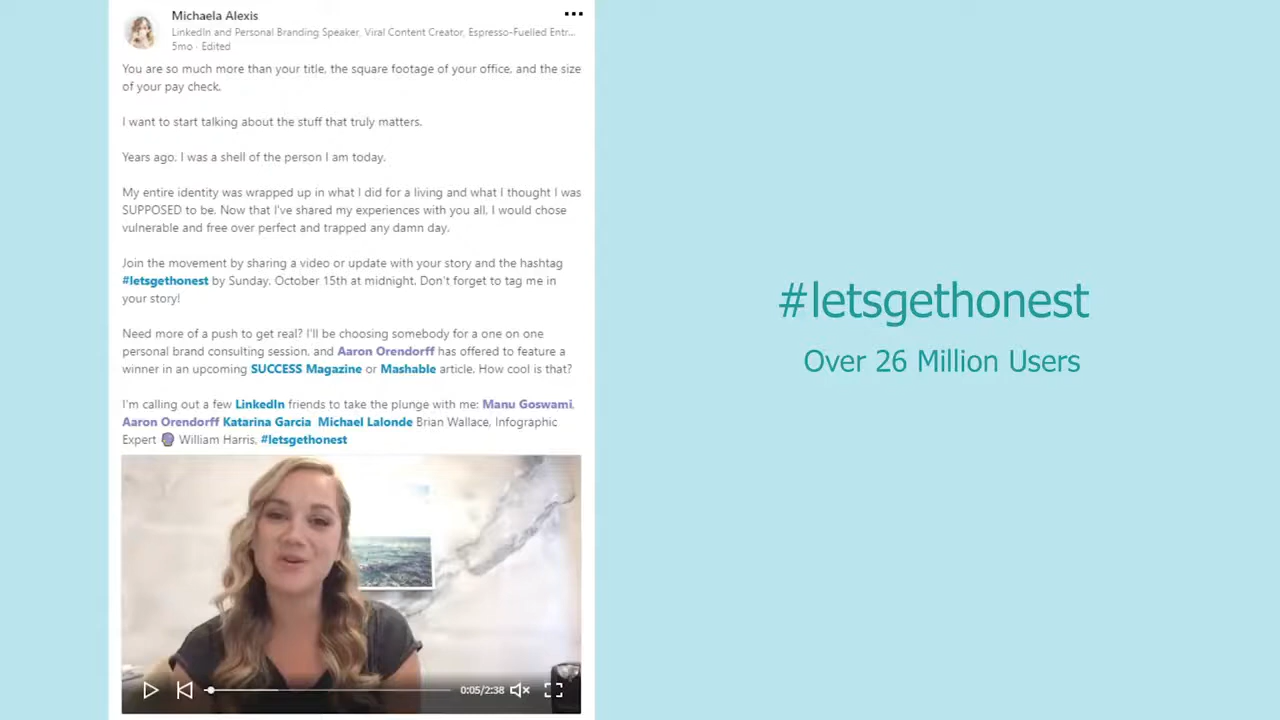 Michaela Alexis
LinkedIn and Personal Branding Speaker, Viral Content Creator, Espresso-Fuelled Entr...
5mo · Edited
You are so much more than your title, the square footage of your office, and the size
of your pay check.
I want to start talking about the stuff that truly matters.
Years ago, I was a shell of the person I am today.
My entire identity was wrapped up in what I did for a living and what I thought I was
SUPPOSED to be. Now that I've shared my experiences with you all, I would chose
vulnerable and free over perfect and trapped any damn day.
Join the movement by sharing a video or update with your story and the hashtag
#letsgethonest by Sunday, October 15th at midnight. Don't forget to tag me in
your story!
Need more of a push to get real? I'll be choosing somebody for a one on one
personal brand consulting session, and Aaron Orendorff has offered to feature a
winner in an upcoming SUCCESS Magazine or Mashable article. How cool is that?
I'm calling out a few LinkedIn friends to take the plunge with me: Manu Goswami,
Aaron Orendorff Katarina Garcia Michael Lalonde Brian Wallace, Infographic
Expert 🔮 William Harris, #letsgethonest
0:05/2:38
#letsgethonest
Over 26 Million Users